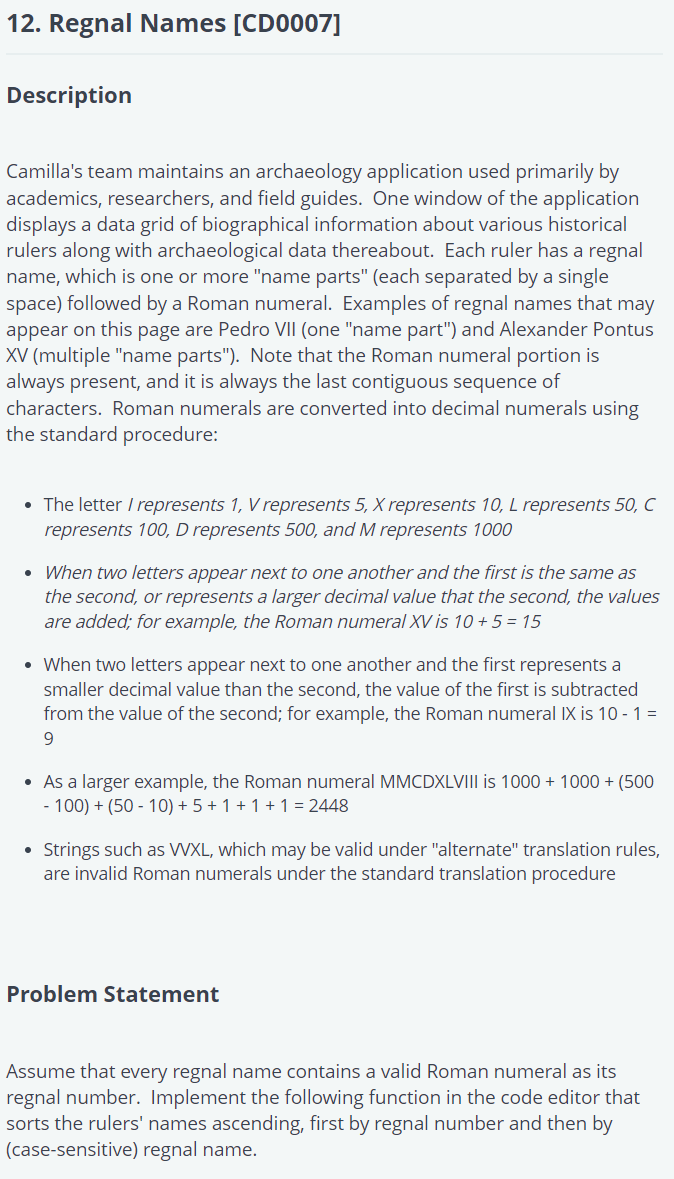 12. Regnal Names [CD0007]
Description
Camilla's team maintains an archaeology application used primarily by
academics, researchers, and field guides.  One window of the application
displays a data grid of biographical information about various historical
rulers along with archaeological data thereabout.  Each ruler has a regnal
name, which is one or more "name parts" (each separated by a single
space) followed by a Roman numeral.  Examples of regnal names that may
appear on this page are Pedro VII (one "name part") and Alexander Pontus
XV (multiple "name parts").  Note that the Roman numeral portion is
always present, and it is always the last contiguous sequence of
characters.  Roman numerals are converted into decimal numerals using
the standard procedure:
• The letter I represents 1, V represents 5, X represents 10, L represents 50, C
represents 100, D represents 500, and M represents 1000
• When two letters appear next to one another and the first is the same as
the second, or represents a larger decimal value that the second, the values
are added; for example, the Roman numeral XV is 10 + 5 = 15
• When two letters appear next to one another and the first represents a
smaller decimal value than the second, the value of the first is subtracted
from the value of the second; for example, the Roman numeral IX is 10 - 1 =
9
• As a larger example, the Roman numeral MMCDXLVIII is 1000 + 1000 + (500
- 100) + (50 - 10) + 5 + 1 + 1 + 1 = 2448
• Strings such as VVXL, which may be valid under "alternate" translation rules,
are invalid Roman numerals under the standard translation procedure
Problem Statement
Assume that every regnal name contains a valid Roman numeral as its
regnal number.  Implement the following function in the code editor that
sorts the rulers' names ascending, first by regnal number and then by
(case-sensitive) regnal name.